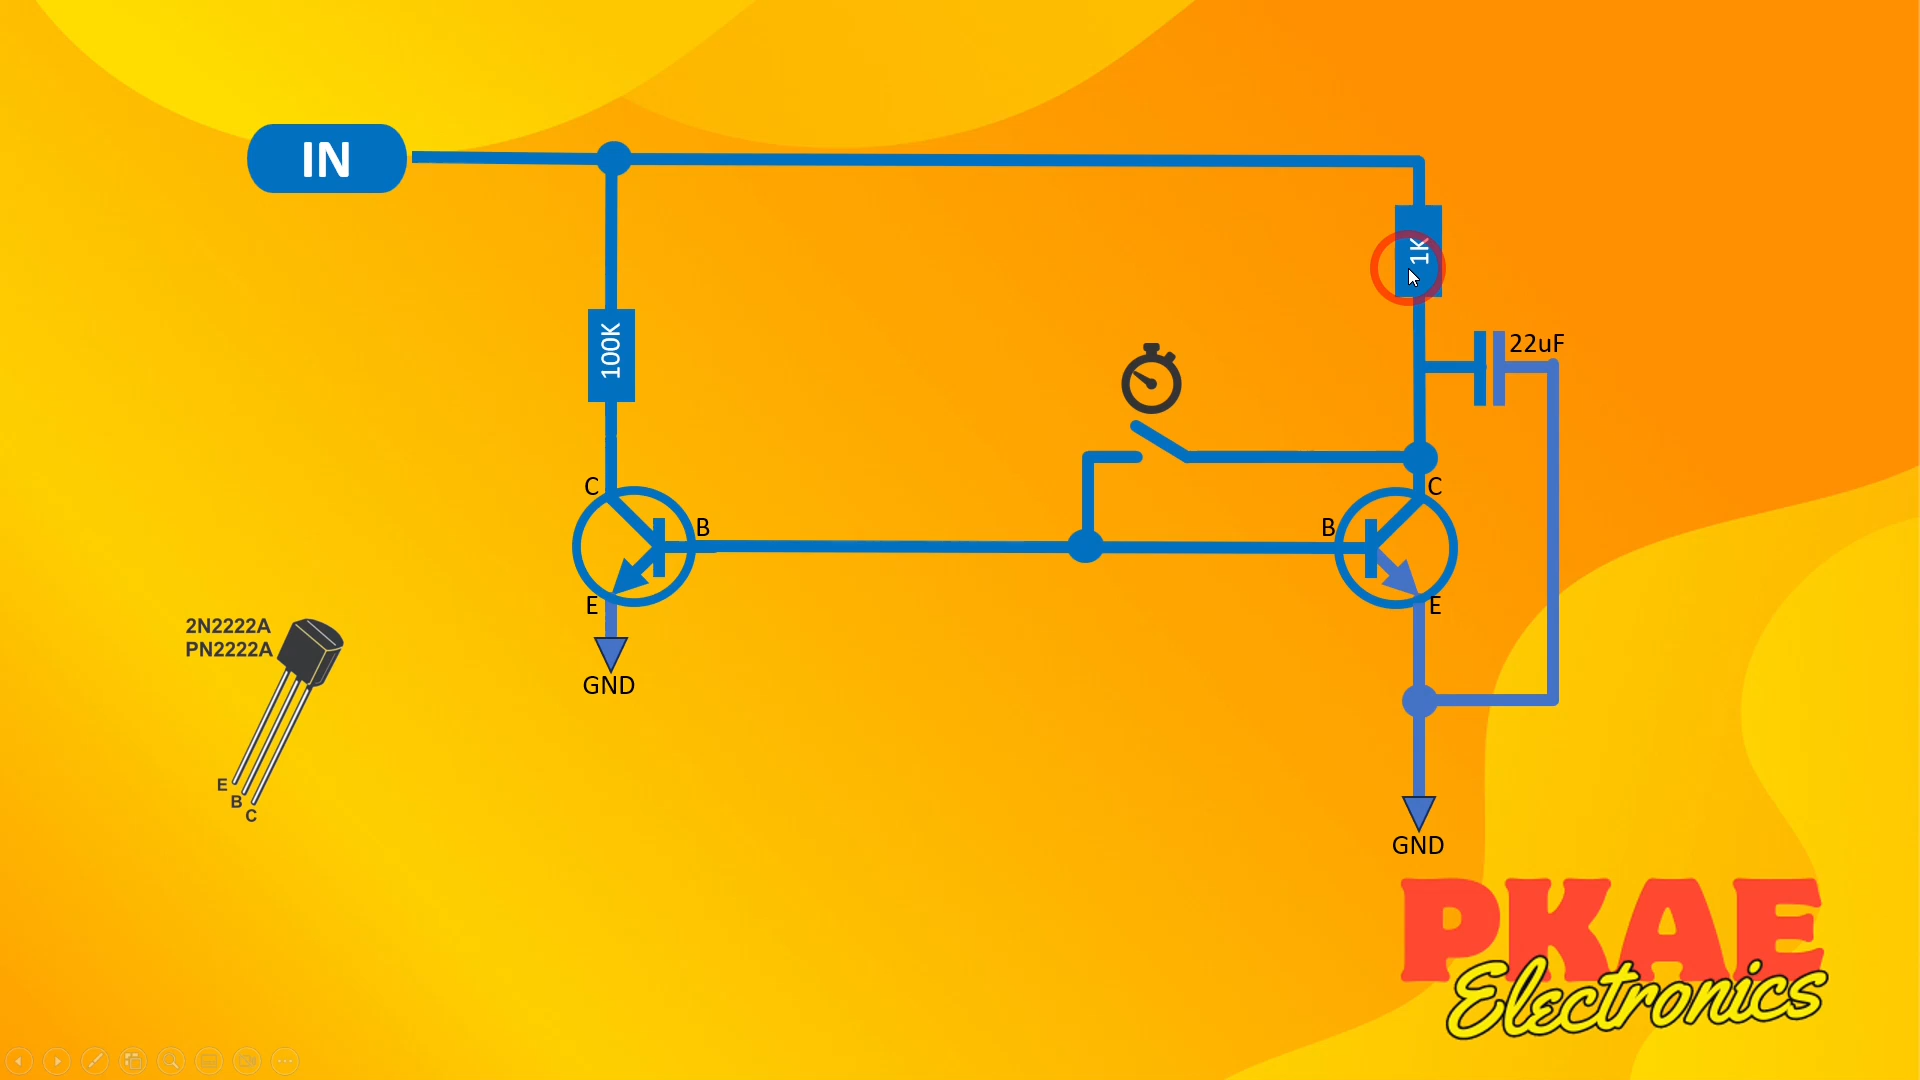 IN
1K
22uF
100K
C
B
E
GND
C
B
E
GND
2N2222A
PN2222A
E
B
C
PKAE
Electronics